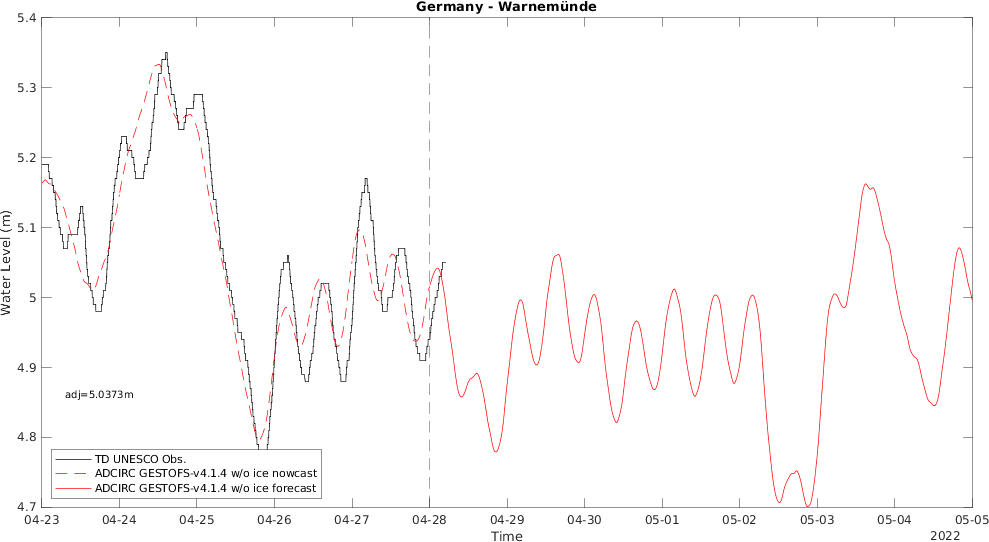 Germany - Warnemünde
5.4
5.3
5.2
5.1
5
4.9
4.8
4.7
Water Level (m)
adj=5.0373m
TD UNESCO Obs.
ADCIRC GESTOFS-v4.1.4 w/o ice nowcast
ADCIRC GESTOFS-v4.1.4 w/o ice forecast
04-23 04-24 04-25 04-26 04-27 04-28 04-29 04-30 05-01 05-02 05-03 05-04 05-05
Time
2022